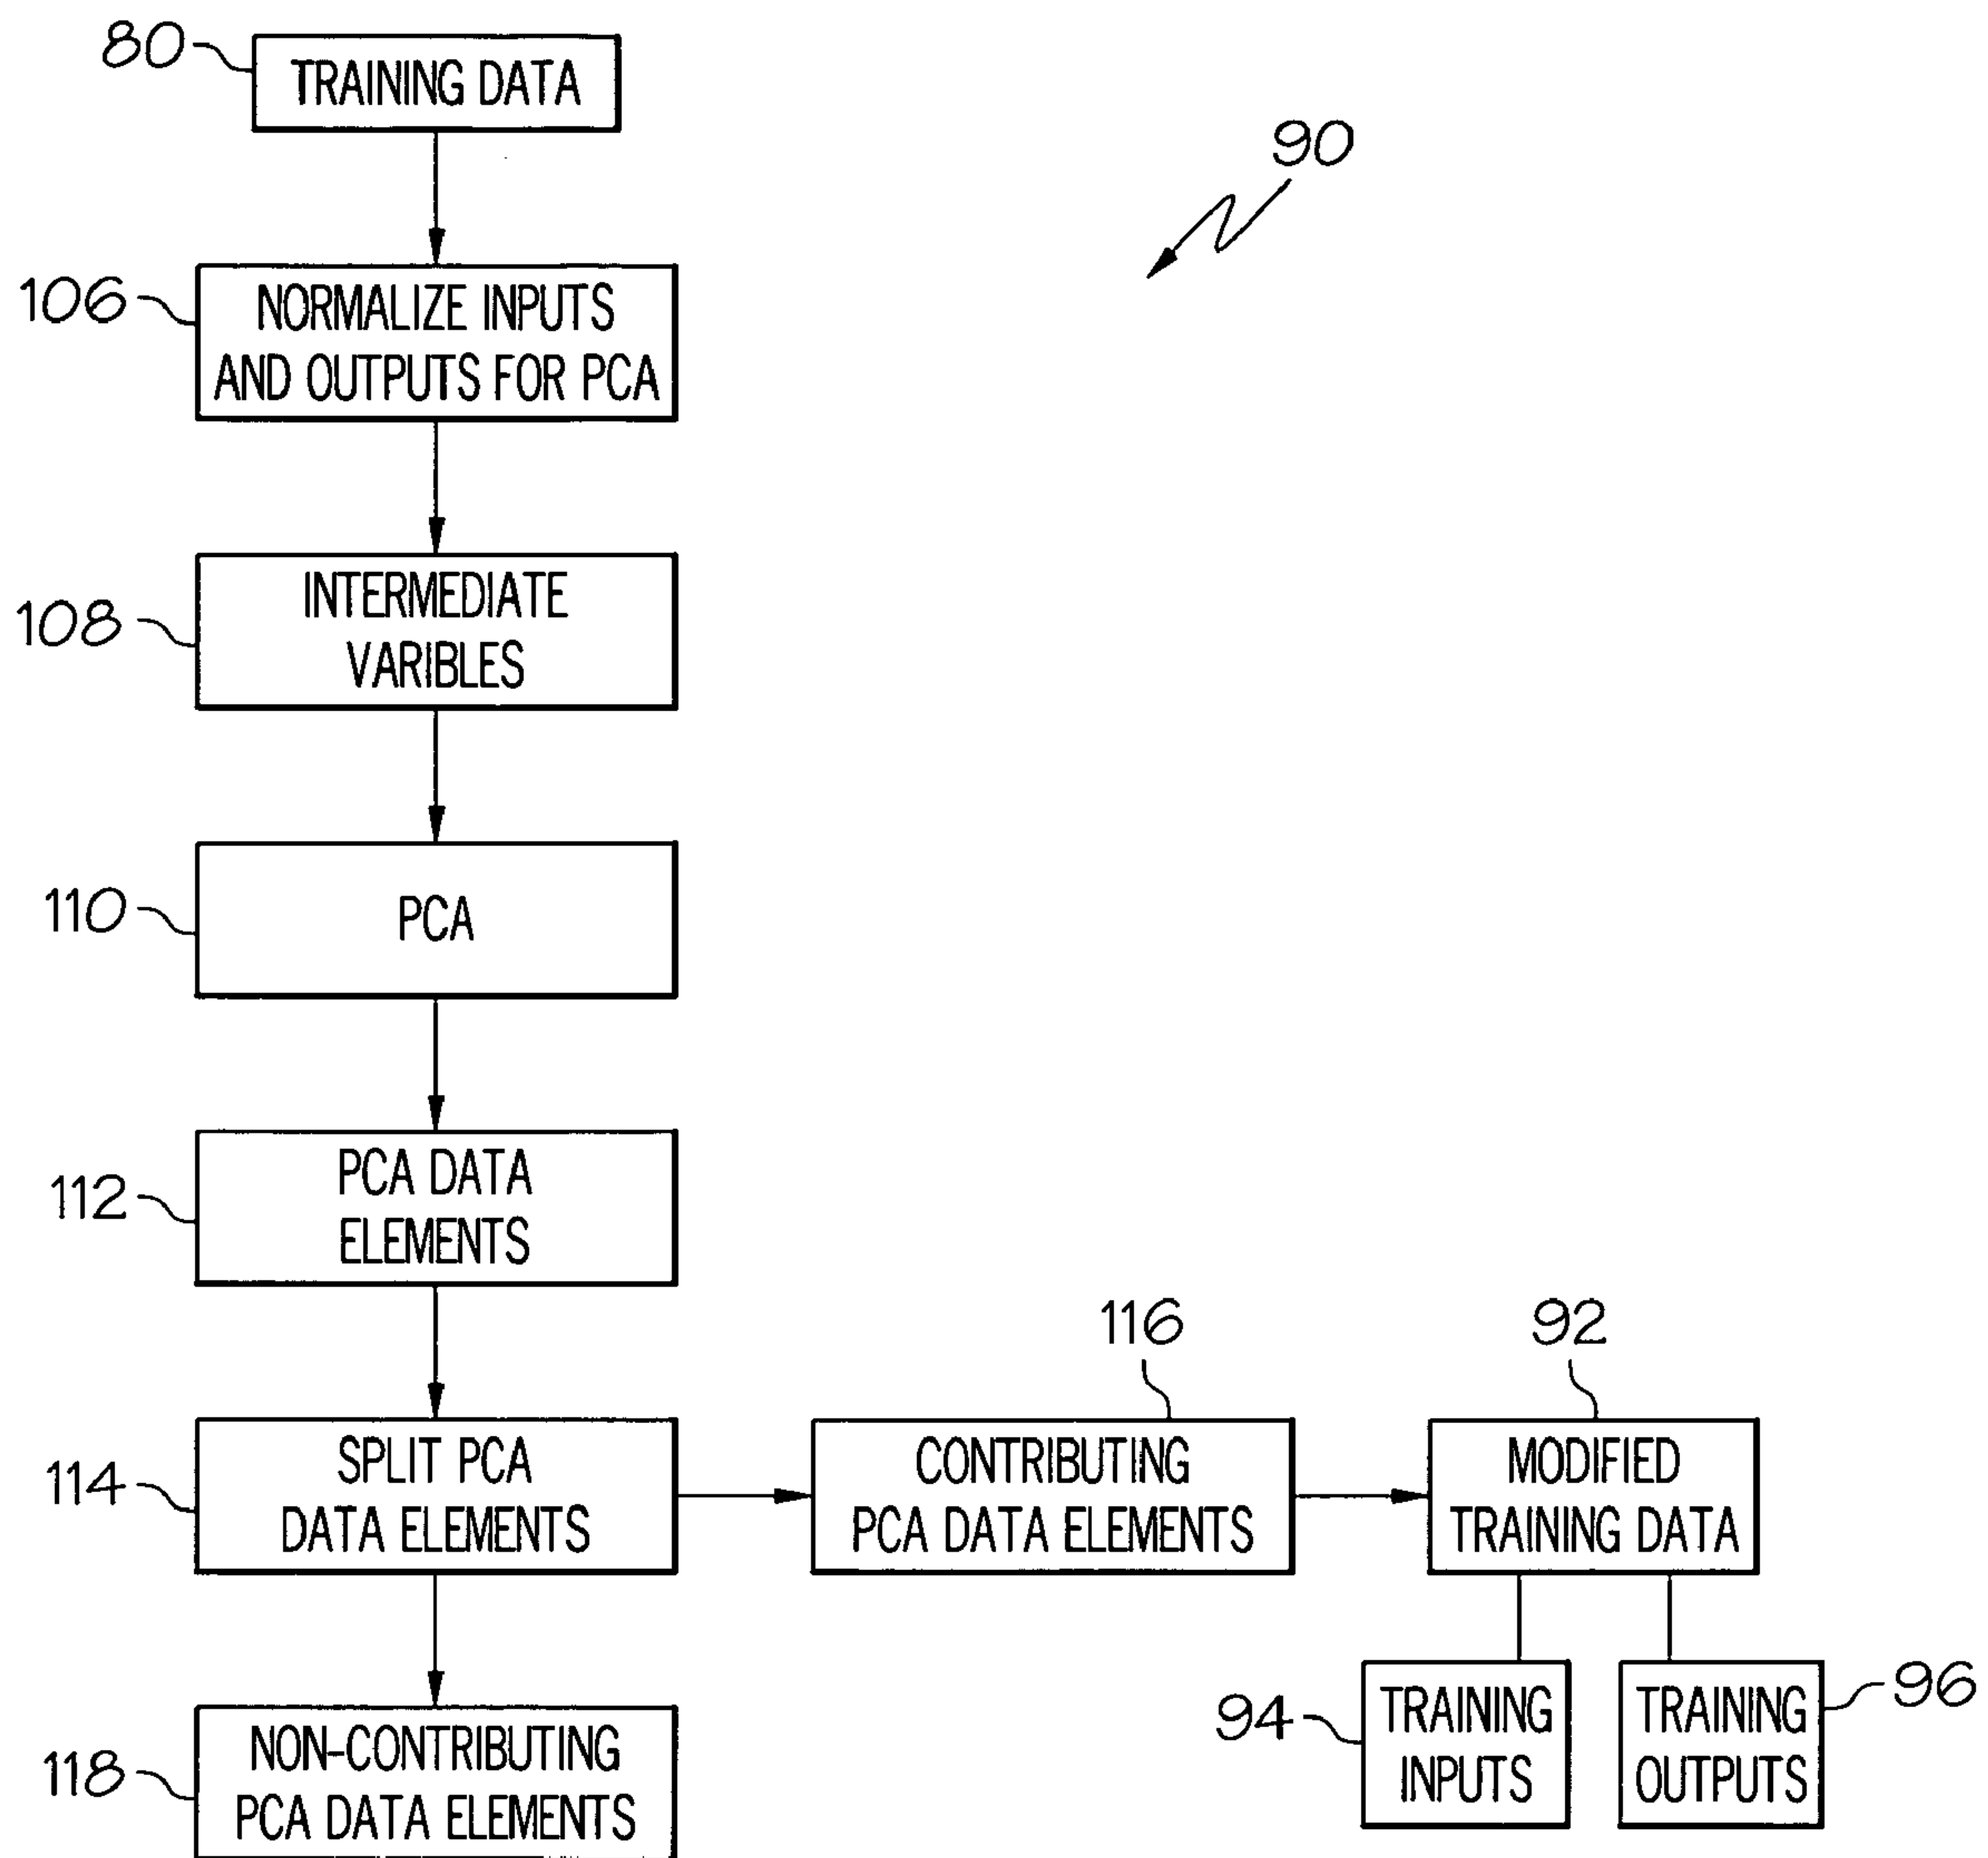 80
TRAINING DATA
90
106
NORMALIZE INPUTS
AND OUTPUTS FOR PCA
108
INTERMEDIATE
VARIBLES
110
PCA
112
PCA DATA
ELEMENTS
114
SPLIT PCA
DATA ELEMENTS
116
CONTRIBUTING
PCA DATA ELEMENTS
92
MODIFIED
TRAINING DATA
94
TRAINING
INPUTS
TRAINING
OUTPUTS
96
118
NON-CONTRIBUTING
PCA DATA ELEMENTS